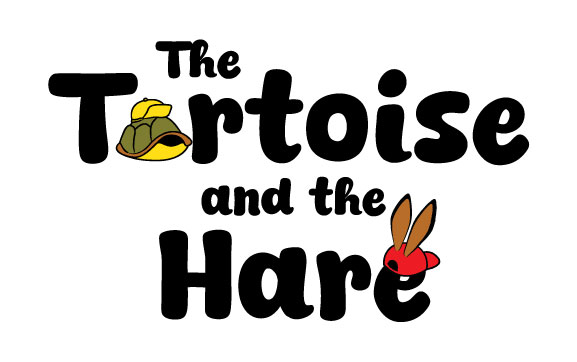 The
Tortoise
and the
Hare